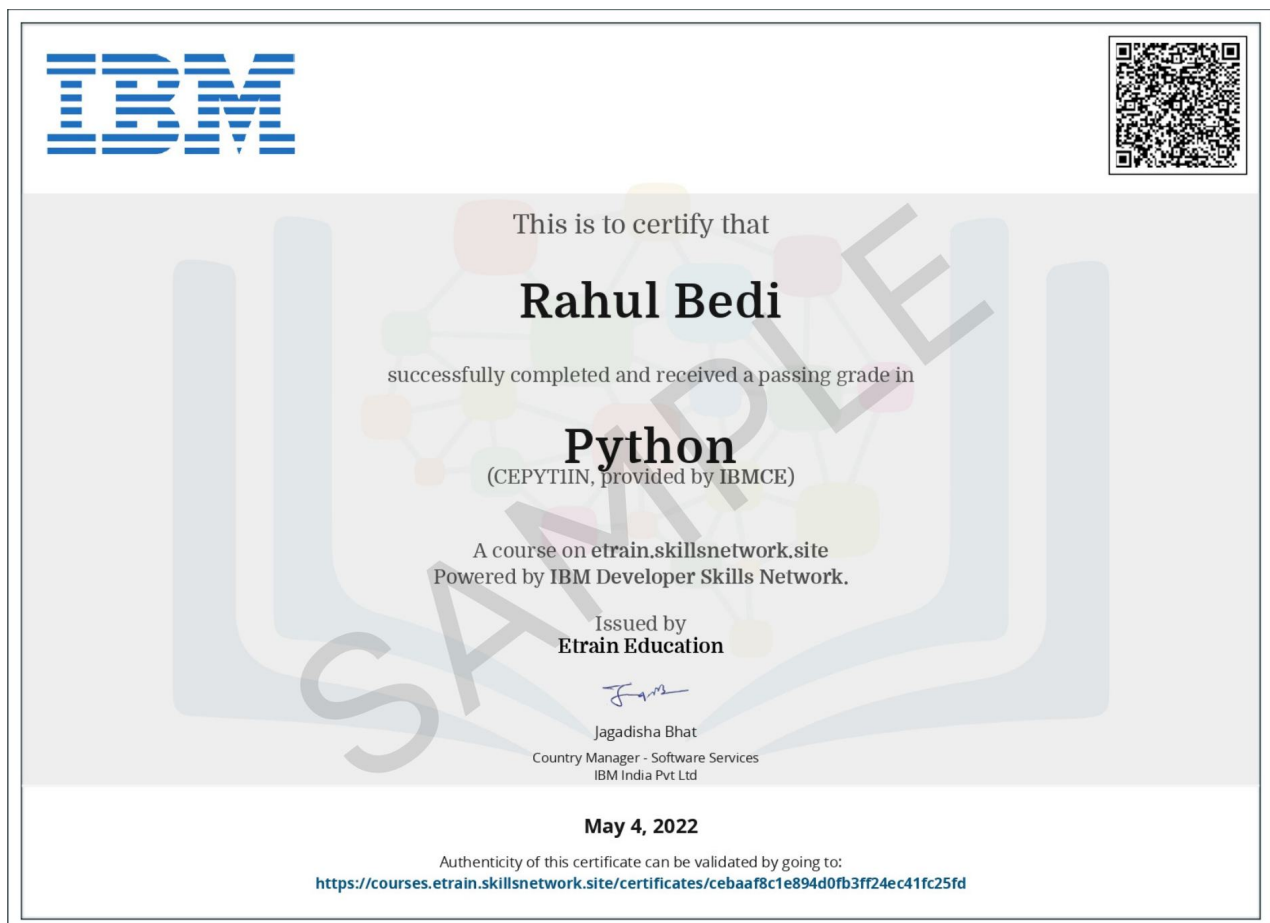 IBM
This is to certify that
Rahul Bedi
successfully completed and received a passing grade in
Python
(CEPYT1IN, provided by IBMCE)
A course on etrain.skillsnetwork.site
Powered by IBM Developer Skills Network.
Issued by
Etrain Education
Jagadisha Bhat
Country Manager - Software Services
IBM India Pvt Ltd
May 4, 2022
Authenticity of this certificate can be validated by going to:
https://courses.etrain.skillsnetwork.site/certificates/cebaaf8c1e894d0fb3ff24ec41fc25fd
SAMPLE